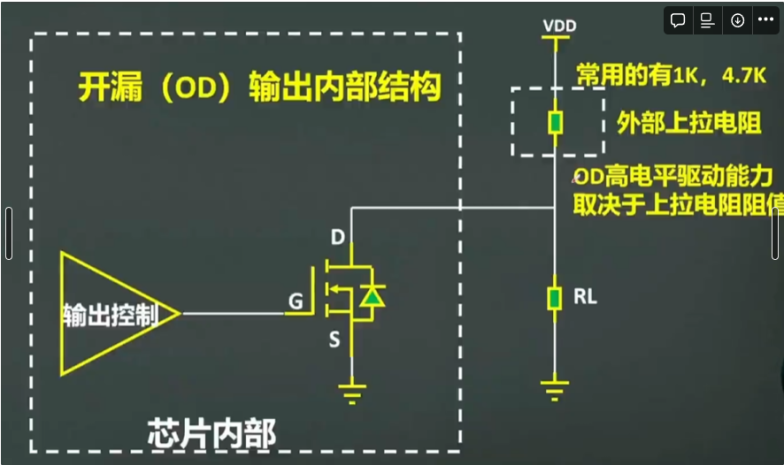 VDD
开漏（OD）输出内部结构
常用的有1K，4.7K
外部上拉电阻
OD高电平驱动能力
取决于上拉电阻阻值
D
G
S
输出控制
RL
芯片内部